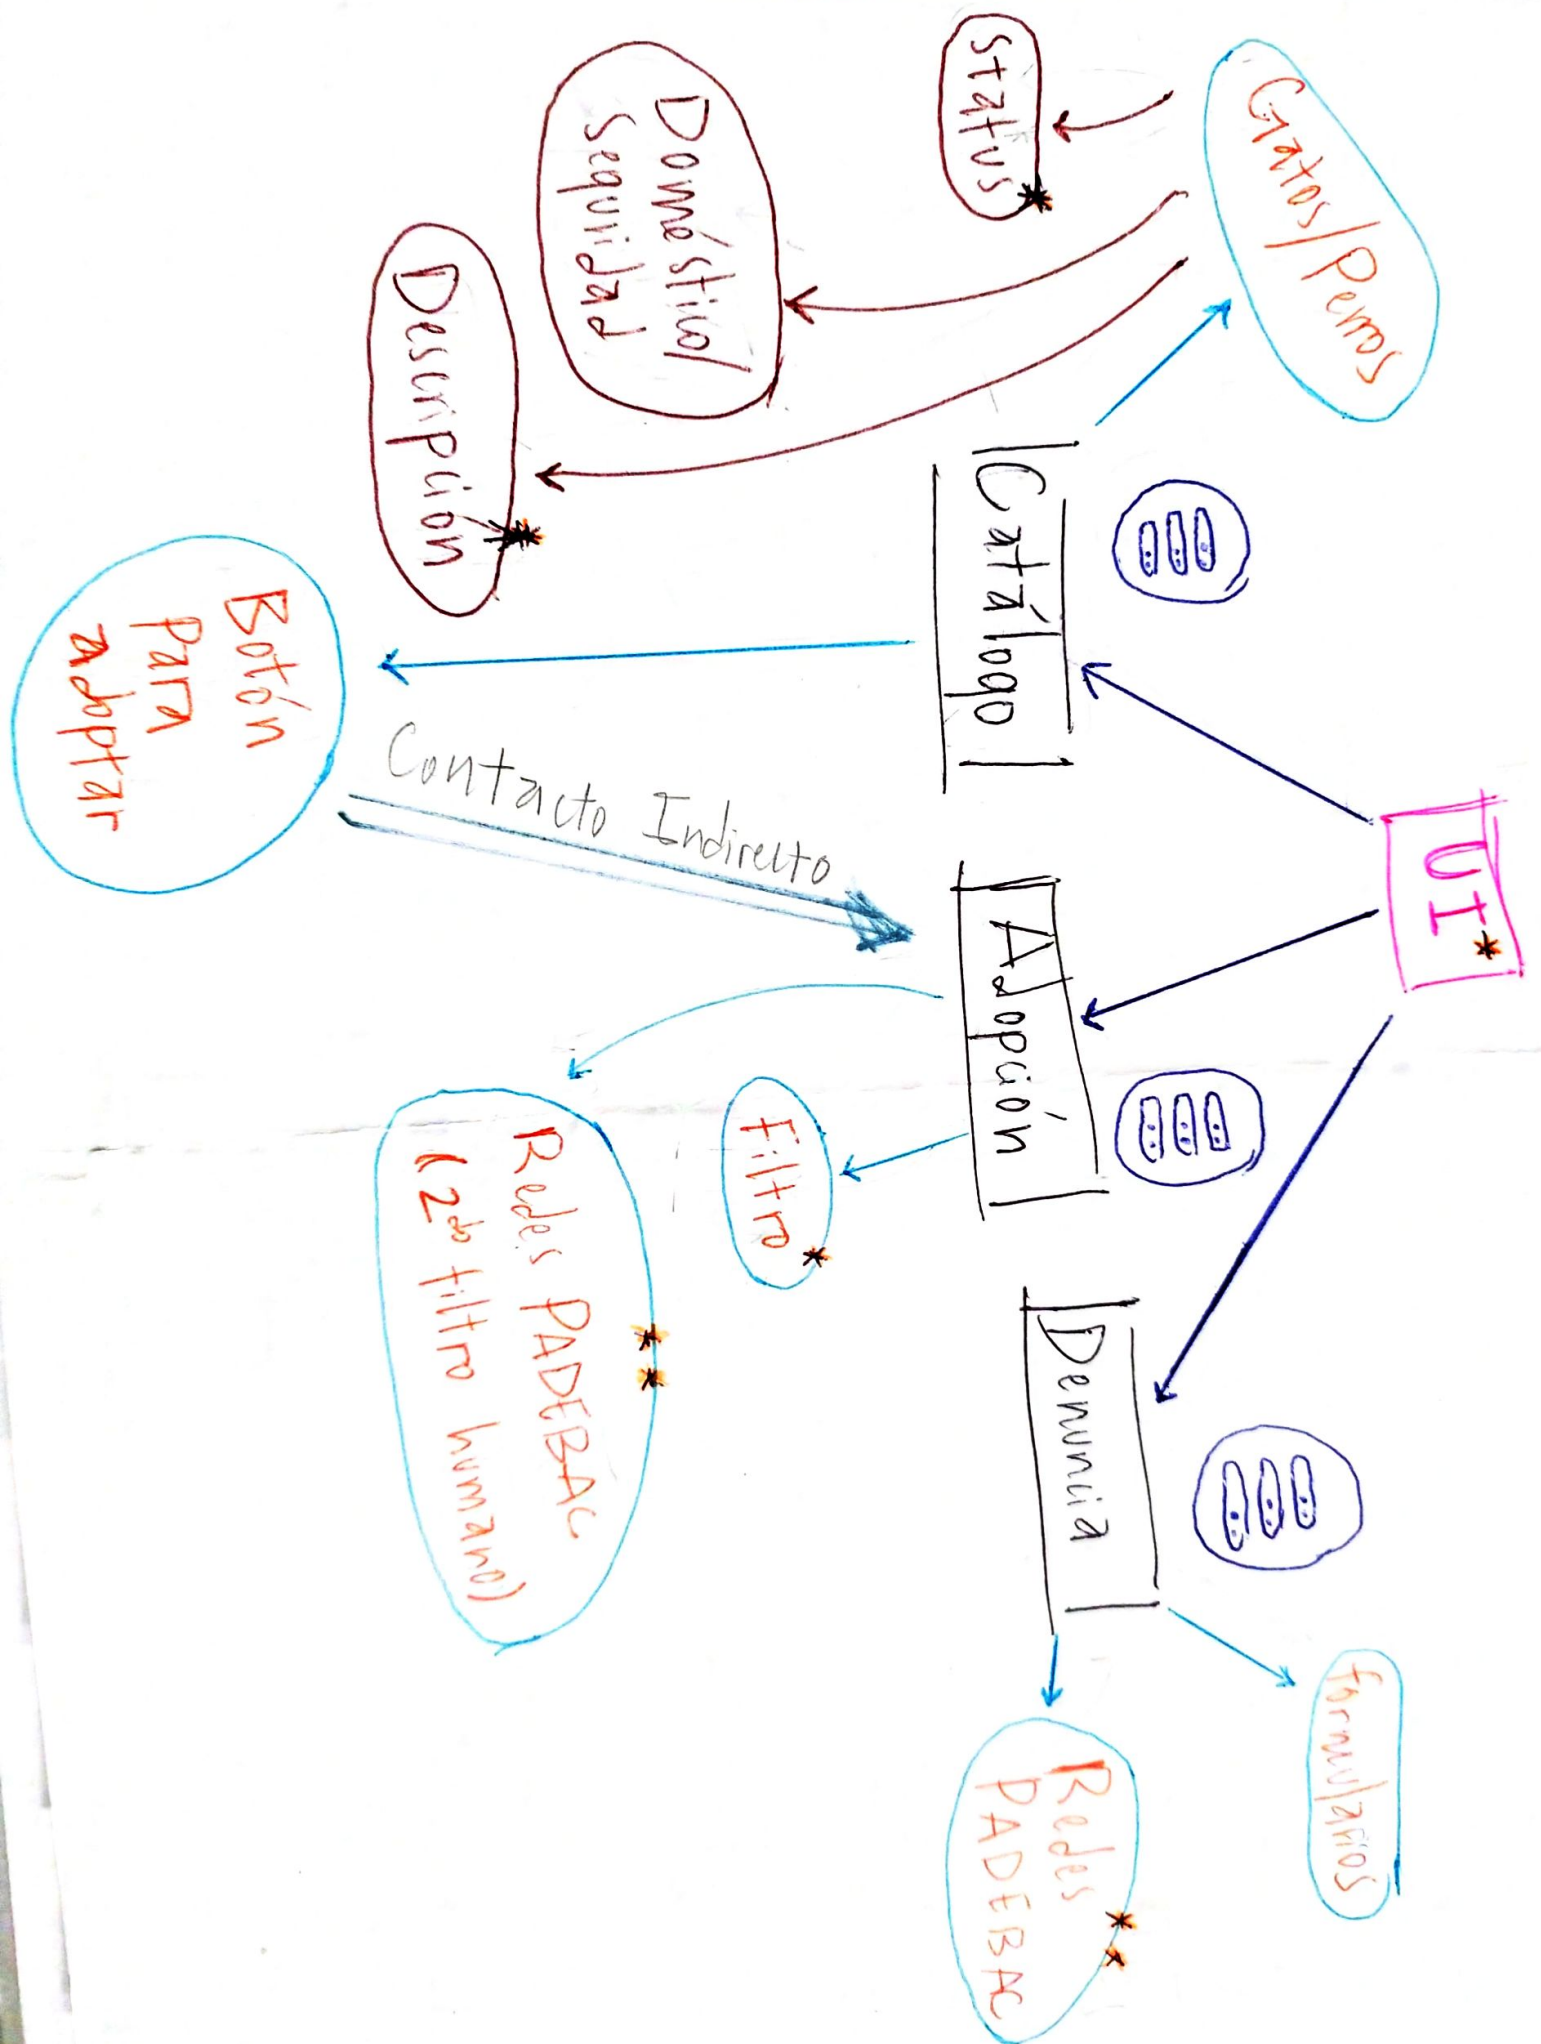 UI*
Catálogo
Adopción
Denuncia
Gatos/Perros
Status*
Doméstico/
Seguridad
Descripción*
Botón
Para
adoptar
Contacto Indirecto
Filtro*
Redes PADEBAC**
(2do filtro humano)
formularios
Redes
PADEBAC**